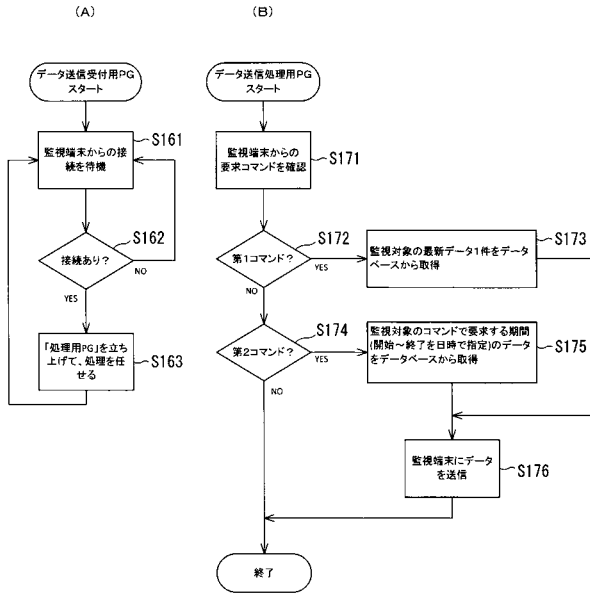 (A)
データ送信受付用PG
スタート
監視端末からの接
続を待機
S161
接続あり?
S162
NO
YES
「処理用PG」を立ち
上げて、処理を任
せる
S163
(B)
データ送信処理用PG
スタート
監視端末からの
要求コマンドを確認
S171
第1コマンド?
S172
YES
NO
監視対象の最新データ1件をデータ
ベースから取得
S173
第2コマンド?
S174
YES
NO
監視対象のコマンドで要求する期間
(開始~終了を日時で指定)のデータ
をデータベースから取得
S175
監視端末にデータ
を送信
S176
終了